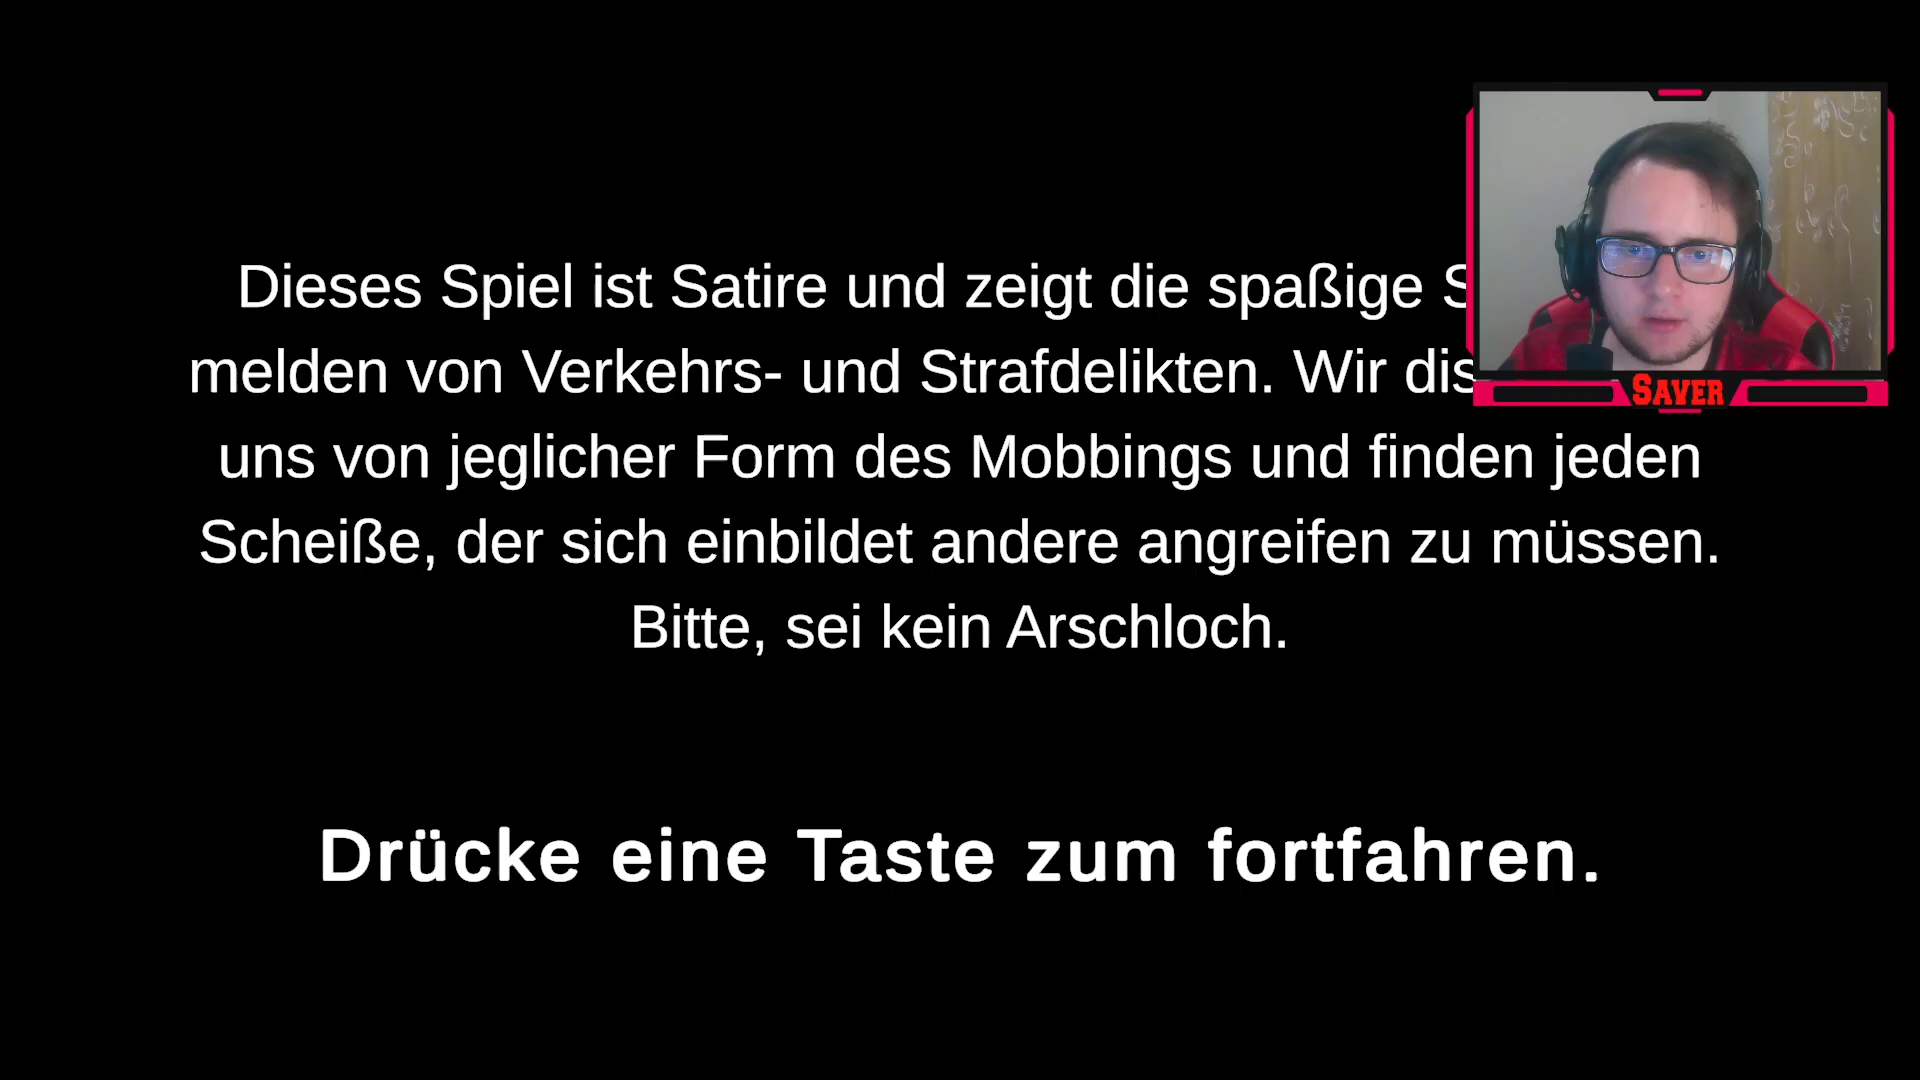 Dieses Spiel ist Satire und zeigt die spaßige
melden von Verkehrs- und Strafdelikten. Wir
uns von jeglicher Form des Mobbings und finden jeden
Scheiße, der sich einbildet andere angreifen zu müssen.
Bitte, sei kein Arschloch.
Drücke eine Taste zum fortfahren.
SAVER